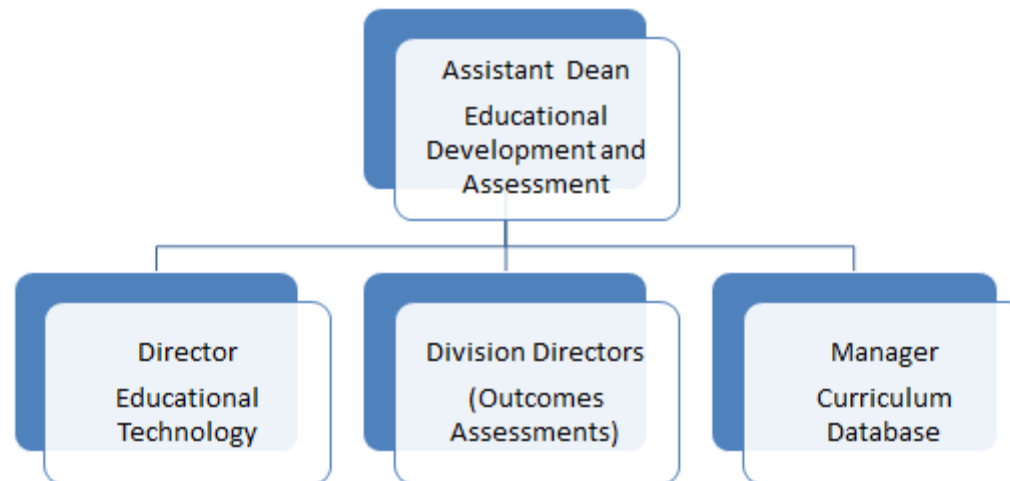 Assistant Dean
Educational
Development and
Assessment
Director
Educational
Technology
Division Directors
(Outcomes
Assessments)
Manager
Curriculum
Database